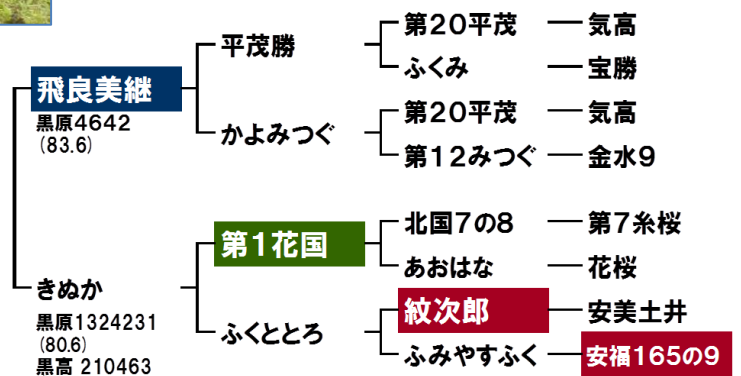 平茂勝
第20平茂
気高
ふくみ
宝勝
飛良美継
黒原4642
(83.6)
かよみつぐ
第20平茂
気高
第12みつぐ
金水9
きぬか
黒原1324231
(80.6)
黒高 210463
第1花国
北国7の8
第7糸桜
あおはな
花桜
ふくととろ
紋次郎
安美土井
ふみやすふく
安福165の9